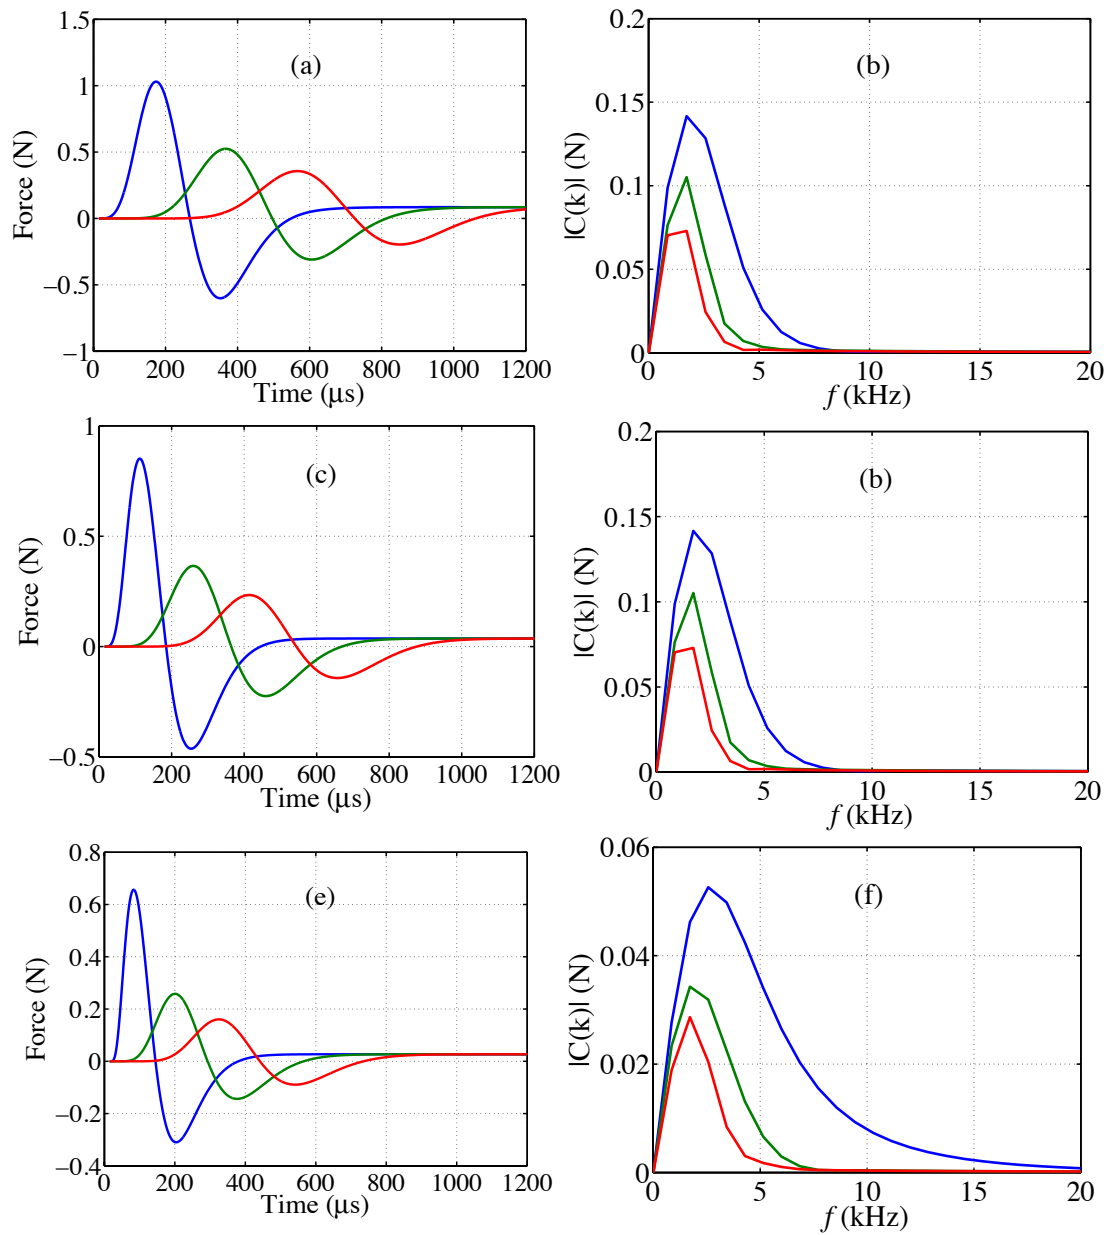 (a)
Force (N)
1.5
1
0.5
0
−0.5
−1
0 200 400 600 800 1000 1200
Time (μs)
(b)
|C(k)| (N)
0.2
0.15
0.1
0.05
0
0 5 10 15 20
f (kHz)
(c)
Force (N)
1
0.5
0
−0.5
0 200 400 600 800 1000 1200
Time (μs)
(b)
|C(k)| (N)
0.2
0.15
0.1
0.05
0
0 5 10 15 20
f (kHz)
(e)
Force (N)
0.8
0.6
0.4
0.2
0
−0.2
−0.4
0 200 400 600 800 1000 1200
Time (μs)
(f)
|C(k)| (N)
0.06
0.04
0.02
0
0 5 10 15 20
f (kHz)